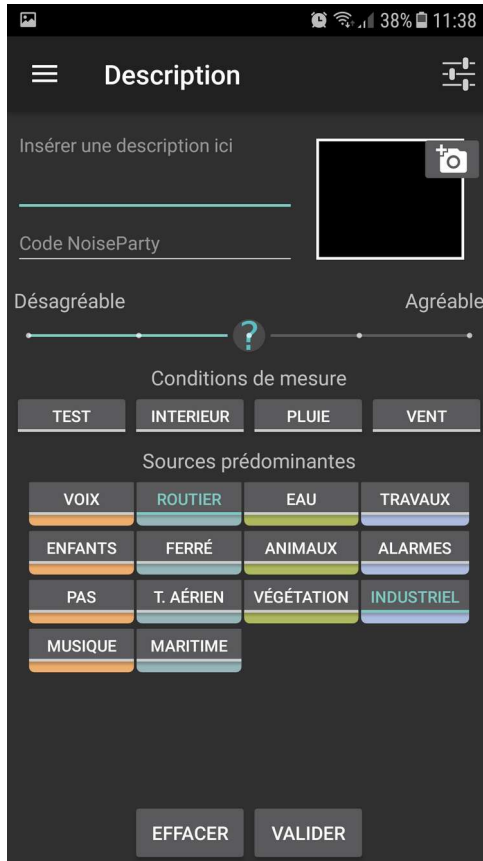 38% 11:38
Description
Insérer une description ici
Code NoiseParty
Désagréable Agréable
?
Conditions de mesure
TEST INTERIEUR PLUIE VENT
Sources prédominantes
VOIX ROUTIER EAU TRAVAUX
ENFANTS FERRÉ ANIMAUX ALARMES
PAS T. AÉRIEN VÉGÉTATION INDUSTRIEL
MUSIQUE MARITIME
EFFACER VALIDER